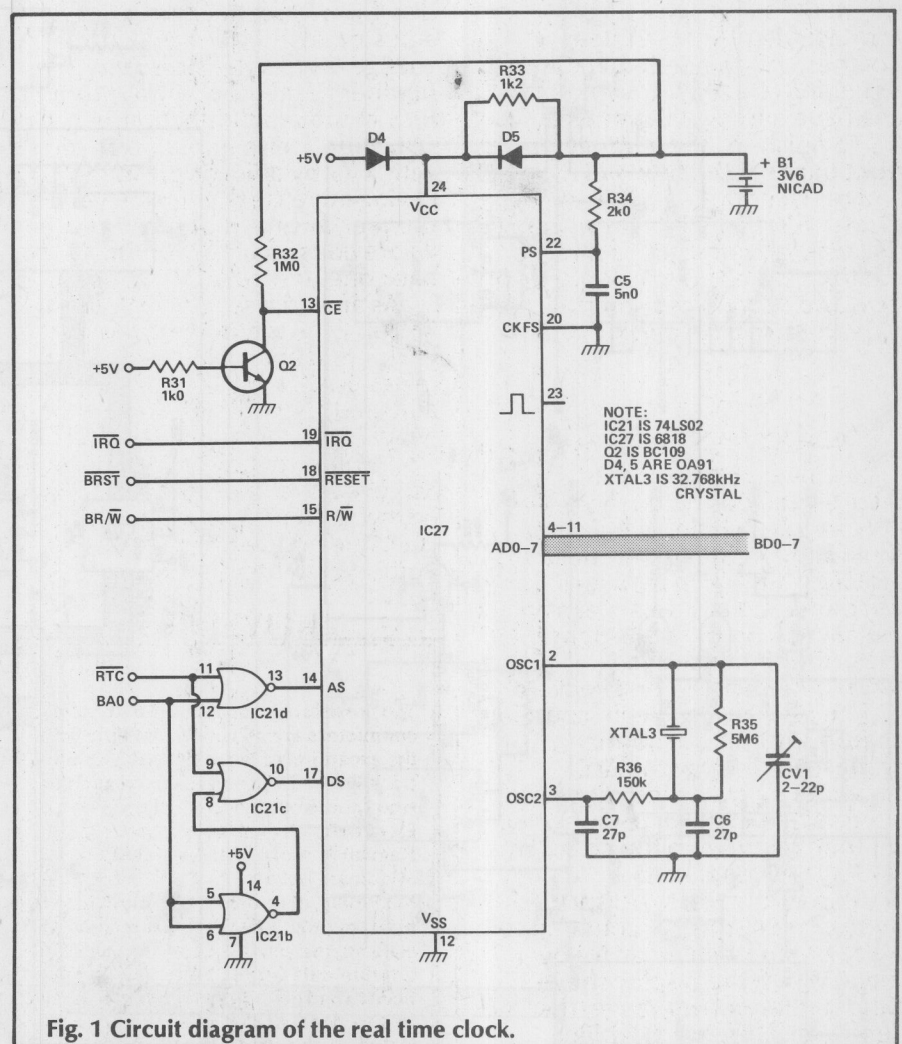 R33
1k2
D4
D5
+5V
+ B1
3V6
NICAD
24
VCC
R34
2k0
R32
1M0
PS
22
C5
5n0
13
CE
CKFS
20
+5V
R31
1k0
Q2
23
NOTE:
IC21 IS 74LS02
IC27 IS 6818
Q2 IS BC109
D4, 5 ARE OA91
XTAL3 IS 32.768kHz
CRYSTAL
IRQ
19
IRQ
BRST
18
RESET
BR/W
15
R/W
IC27
4–11
AD0–7
BD0–7
RTC
11
13
14
AS
BA0
12
IC21d
OSC1
2
XTAL3
R35
5M6
CV1
2–22p
9
10
17
DS
8
IC21c
R36
150k
OSC2
3
C7
27p
C6
27p
+5V
14
5
4
6
7
IC21b
VSS
12
Fig. 1 Circuit diagram of the real time clock.